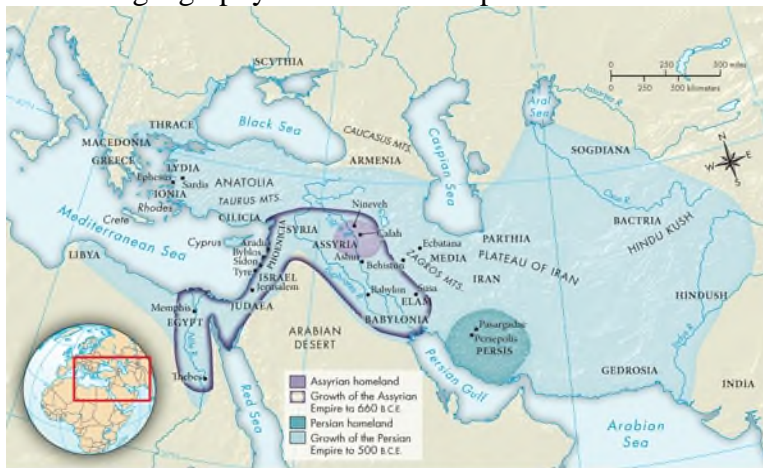 SCYTHIA
Black Sea
CAUCASUS MTS.
Caspian Sea
Aral
Sea
Jaxartes R.
0 250 500 miles
0 250 500 kilometers
N
W E
S
THRACE
MACEDONIA
GREECE
LYDIA
Ephesus
Sardis
IONIA
ANATOLIA
ARMENIA
SOGDIANA
Oxus R.
Rhodes
TAURUS MTS.
CILICIA
Crete
Mediterranean Sea
Cyprus
SYRIA
Nineveh
Calah
ASSYRIA
Ashur
Ecbatana
Behistun
MEDIA
PARTHIA
BACTRIA
HINDU KUSH
PLATEAU OF IRAN
IRAN
ZAGROS MTS.
Aradus
Byblos
Sidon
Tyre
PHOENICIA
ISRAEL
Jerusalem
JUDAEA
LIBYA
Babylon
Susa
ELAM
BABYLONIA
HINDUSH
Indus R.
Memphis
EGYPT
Nile R.
Thebes
ARABIAN
DESERT
Pasargadae
Persepolis
PERSIS
Persian Gulf
GEDROSIA
INDIA
Red Sea
Arabian
Sea
Assyrian homeland
Growth of the Assyrian
Empire to 660 B.C.E.
Persian homeland
Growth of the Persian
Empire to 500 B.C.E.